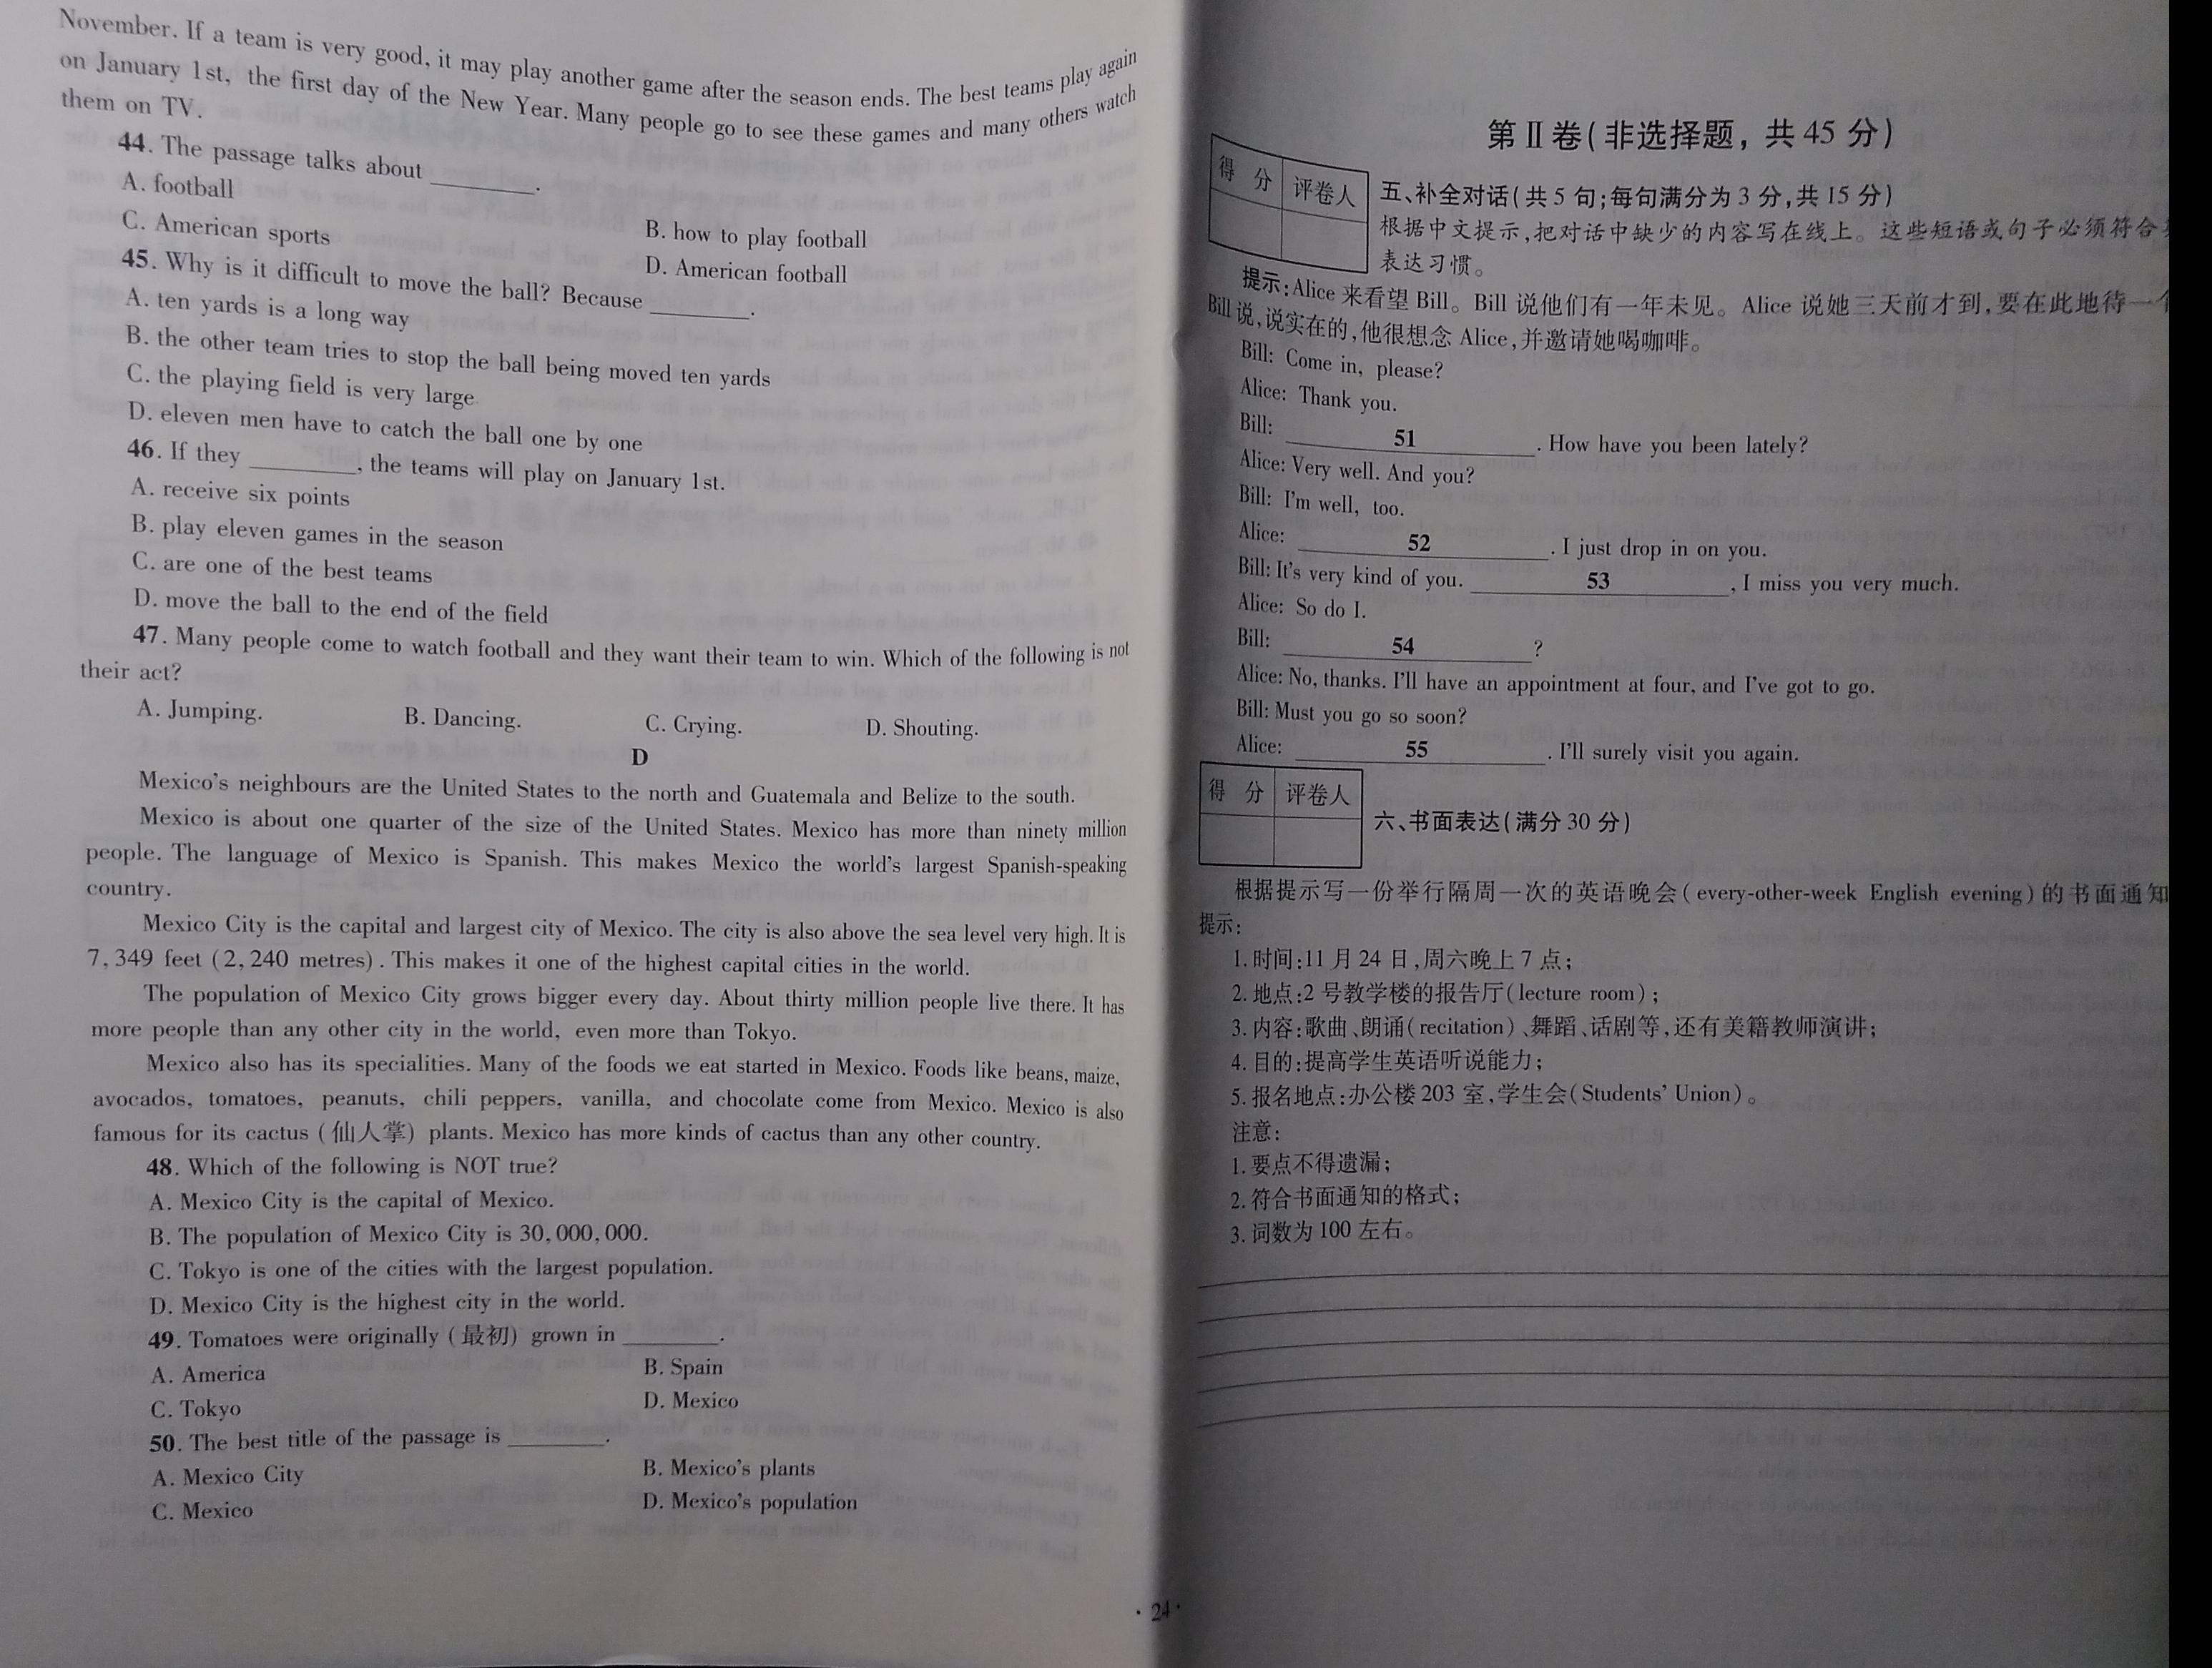 November. If a team is very good, it may play another game after the season ends. The best teams play again
on January 1st, the first day of the New Year. Many people go to see these games and many others watch
them on TV.
44. The passage talks about ________.
A. football
B. how to play football
C. American sports
D. American football
45. Why is it difficult to move the ball? Because ________.
A. ten yards is a long way
B. the other team tries to stop the ball being moved ten yards
C. the playing field is very large
D. eleven men have to catch the ball one by one
46. If they ________, the teams will play on January 1st.
A. receive six points
B. play eleven games in the season
C. are one of the best teams
D. move the ball to the end of the field
47. Many people come to watch football and they want their team to win. Which of the following is not
their act?
A. Jumping. B. Dancing. C. Crying. D. Shouting.
D
Mexico's neighbours are the United States to the north and Guatemala and Belize to the south.
Mexico is about one quarter of the size of the United States. Mexico has more than ninety million
people. The language of Mexico is Spanish. This makes Mexico the world's largest Spanish-speaking
country.
Mexico City is the capital and largest city of Mexico. The city is also above the sea level very high. It is
7,349 feet (2,240 metres). This makes it one of the highest capital cities in the world.
The population of Mexico City grows bigger every day. About thirty million people live there. It has
more people than any other city in the world, even more than Tokyo.
Mexico also has its specialities. Many of the foods we eat started in Mexico. Foods like beans, maize,
avocados, tomatoes, peanuts, chili peppers, vanilla, and chocolate come from Mexico. Mexico is also
famous for its cactus (仙人掌) plants. Mexico has more kinds of cactus than any other country.
48. Which of the following is NOT true?
A. Mexico City is the capital of Mexico.
B. The population of Mexico City is 30,000,000.
C. Tokyo is one of the cities with the largest population.
D. Mexico City is the highest city in the world.
49. Tomatoes were originally (最初) grown in ________.
A. America B. Spain
C. Tokyo D. Mexico
50. The best title of the passage is ________.
A. Mexico City B. Mexico's plants
C. Mexico D. Mexico's population
· 24 ·
第Ⅱ卷(非选择题,共45分)
得 分 评卷人
五、补全对话(共5句;每句满分为3分,共15分)
根据中文提示,把对话中缺少的内容写在线上。这些短语或句子必须符合
表达习惯。
提示:Alice 来看望 Bill。Bill 说他们有一年未见。Alice 说她三天前才到,要在此地待一
Bill 说,说实在的,他很想念 Alice,并邀请她喝咖啡。
Bill: Come in, please?
Alice: Thank you.
Bill: ____51____. How have you been lately?
Alice: Very well. And you?
Bill: I'm well, too.
Alice: ____52____. I just drop in on you.
Bill: It's very kind of you. ____53____, I miss you very much.
Alice: So do I.
Bill: ____54____?
Alice: No, thanks. I'll have an appointment at four, and I've got to go.
Bill: Must you go so soon?
Alice: ____55____. I'll surely visit you again.
得 分 评卷人
六、书面表达(满分30分)
根据提示写一份举行隔周一次的英语晚会(every-other-week English evening)的书面通知
提示:
1.时间:11月24日,周六晚上7点;
2.地点:2号教学楼的报告厅(lecture room);
3.内容:歌曲、朗诵(recitation)、舞蹈、话剧等,还有美籍教师演讲;
4.目的:提高学生英语听说能力;
5.报名地点:办公楼203室,学生会(Students' Union)。
注意:
1.要点不得遗漏;
2.符合书面通知的格式;
3.词数为100左右。